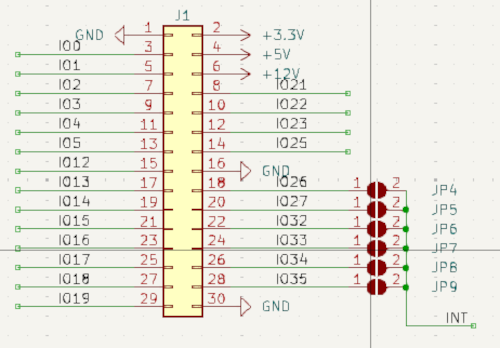 J1
GND 1 2 +3.3V
IO0 3 4 +5V
IO1 5 6 +12V
IO2 7 8 IO21
IO3 9 10 IO22
IO4 11 12 IO23
IO5 13 14 IO25
IO12 15 16 GND
IO13 17 18 IO26 1 2 JP4
IO14 19 20 IO27 1 2 JP5
IO15 21 22 IO32 1 2 JP6
IO16 23 24 IO33 1 2 JP7
IO17 25 26 IO34 1 2 JP8
IO18 27 28 IO35 1 2 JP9
IO19 29 30 GND
INT